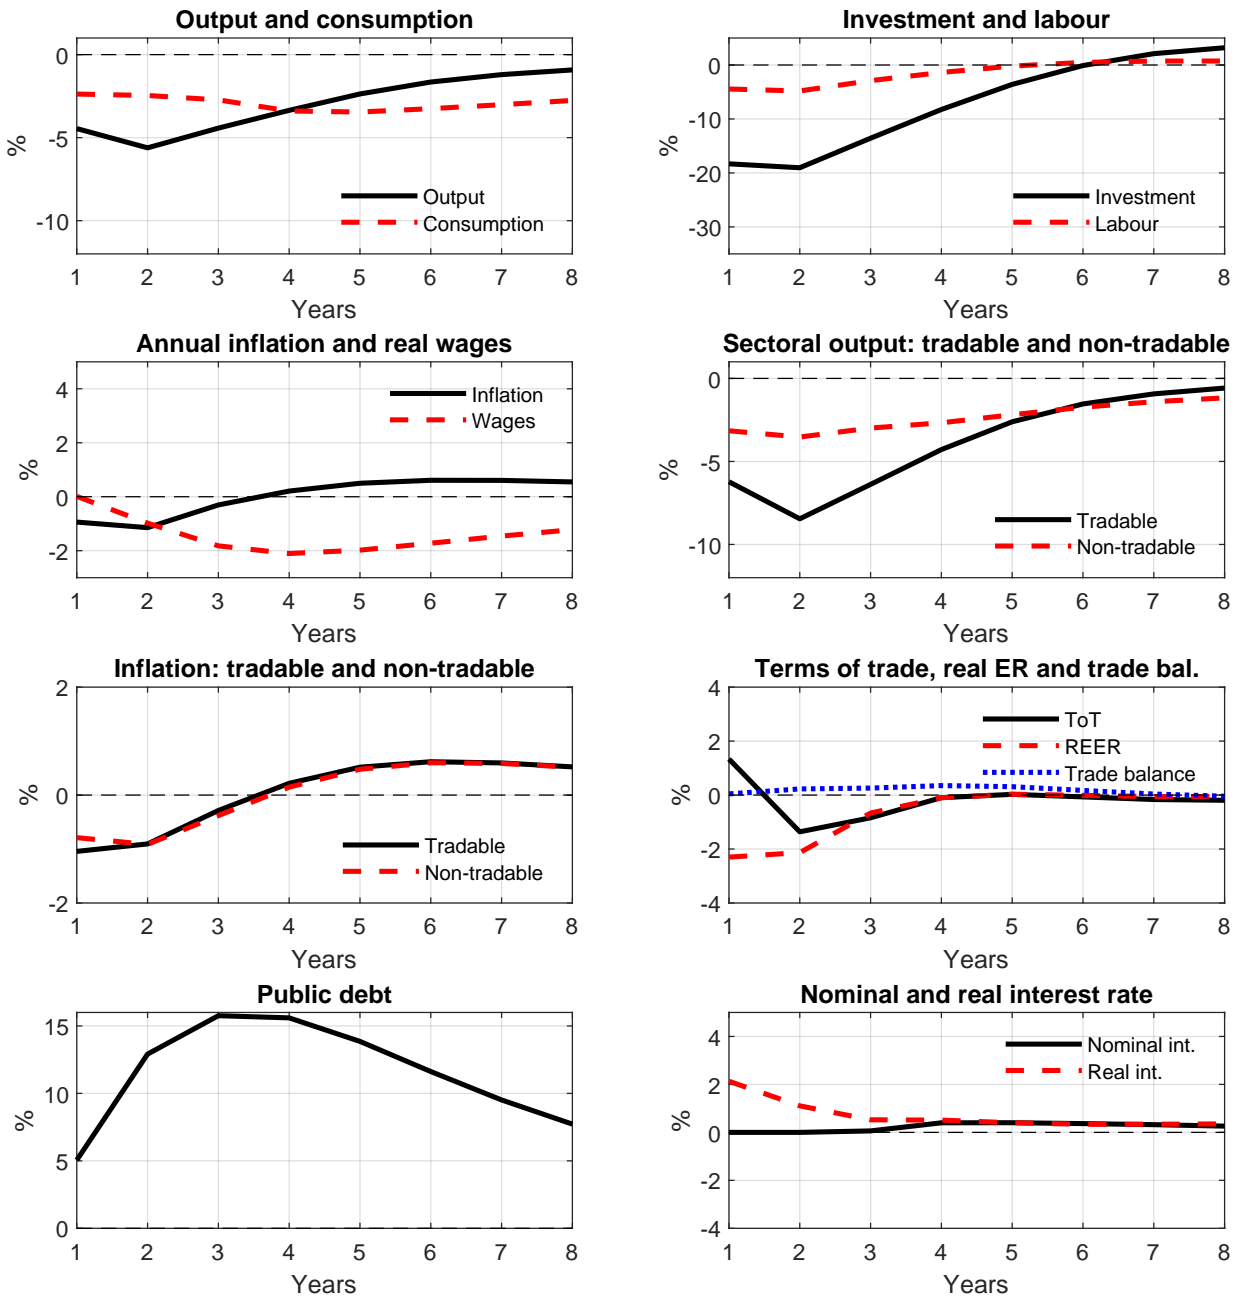 Output and consumption
0
-5
-10
%
Output
Consumption
1 2 3 4 5 6 7 8
Years
Investment and labour
0
-10
-20
-30
%
Investment
Labour
1 2 3 4 5 6 7 8
Years
Annual inflation and real wages
4
2
0
-2
%
Inflation
Wages
1 2 3 4 5 6 7 8
Years
Sectoral output: tradable and non-tradable
0
-5
-10
%
Tradable
Non-tradable
1 2 3 4 5 6 7 8
Years
Inflation: tradable and non-tradable
2
0
-2
%
Tradable
Non-tradable
1 2 3 4 5 6 7 8
Years
Terms of trade, real ER and trade bal.
4
2
0
-2
-4
%
ToT
REER
Trade balance
1 2 3 4 5 6 7 8
Years
Public debt
15
10
5
0
%
1 2 3 4 5 6 7 8
Years
Nominal and real interest rate
4
2
0
-2
-4
%
Nominal int.
Real int.
1 2 3 4 5 6 7 8
Years